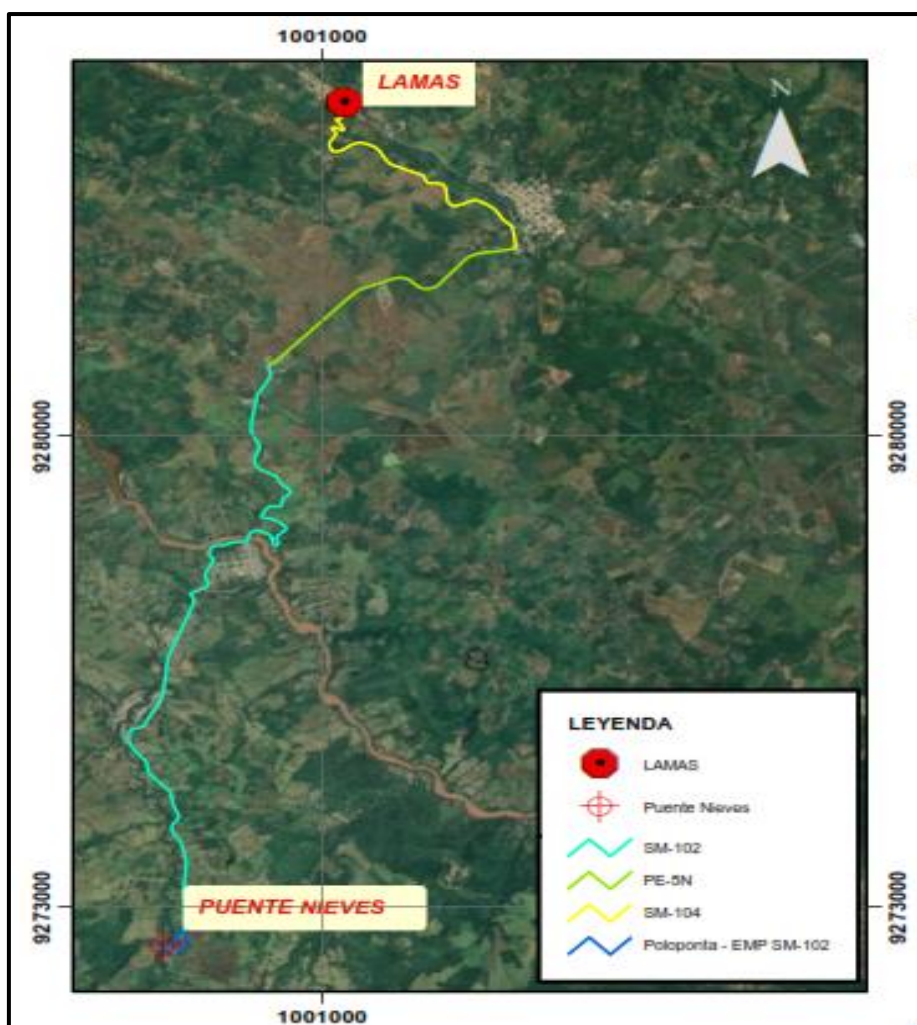 1001000
LAMAS
N
9280000
9280000
9273000
9273000
PUENTE NIEVES
LEYENDA
LAMAS
Puente Nieves
SM-102
PE-5N
SM-104
Poloponta - EMP SM-102
1001000